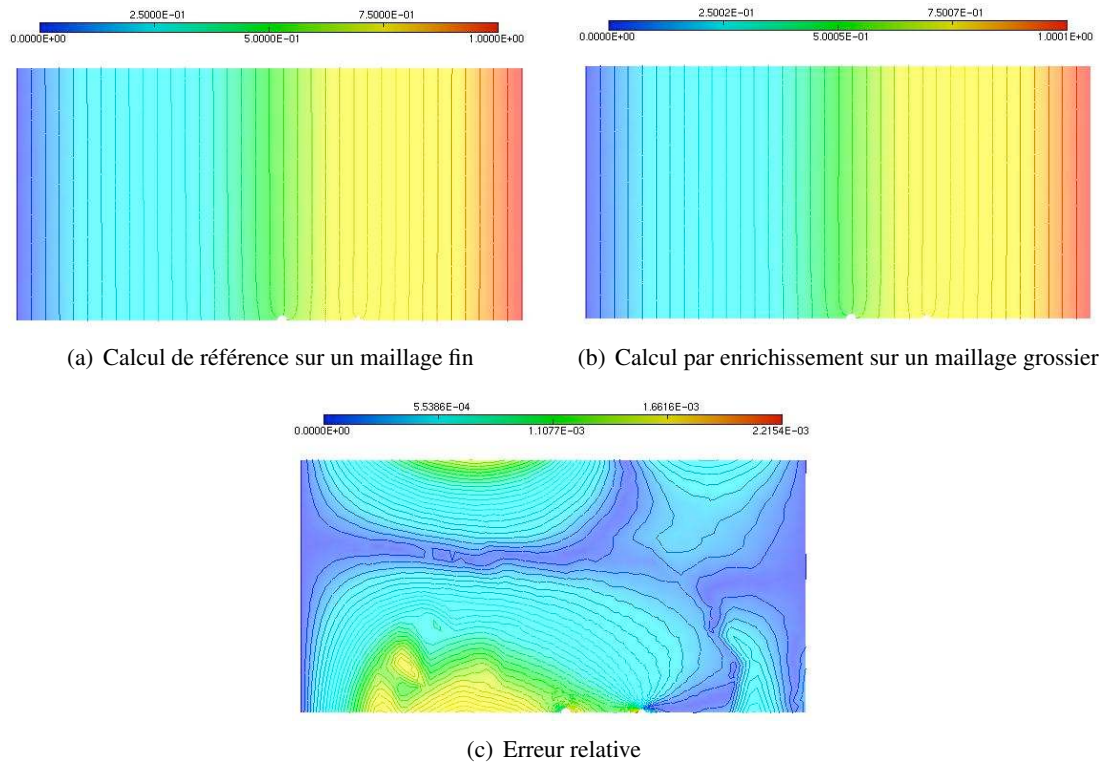 2.5000E-01 7.5000E-01
0.0000E+00 5.0000E-01 1.0000E+00
2.5002E-01 7.5007E-01
0.0000E+00 5.0005E-01 1.0001E+00
(a) Calcul de référence sur un maillage fin
(b) Calcul par enrichissement sur un maillage grossier
5.5386E-04 1.6616E-03
0.0000E+00 1.1077E-03 2.2154E-03
(c) Erreur relative